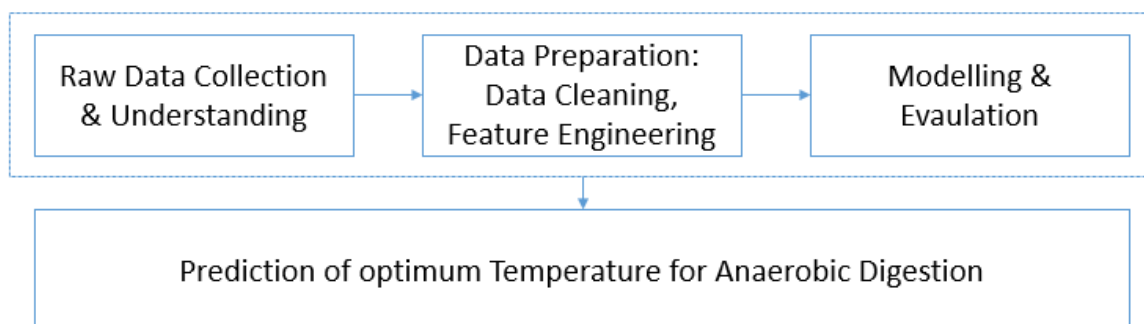 Raw Data Collection
& Understanding
Data Preparation:
Data Cleaning,
Feature Engineering
Modelling &
Evaulation
Prediction of optimum Temperature for Anaerobic Digestion